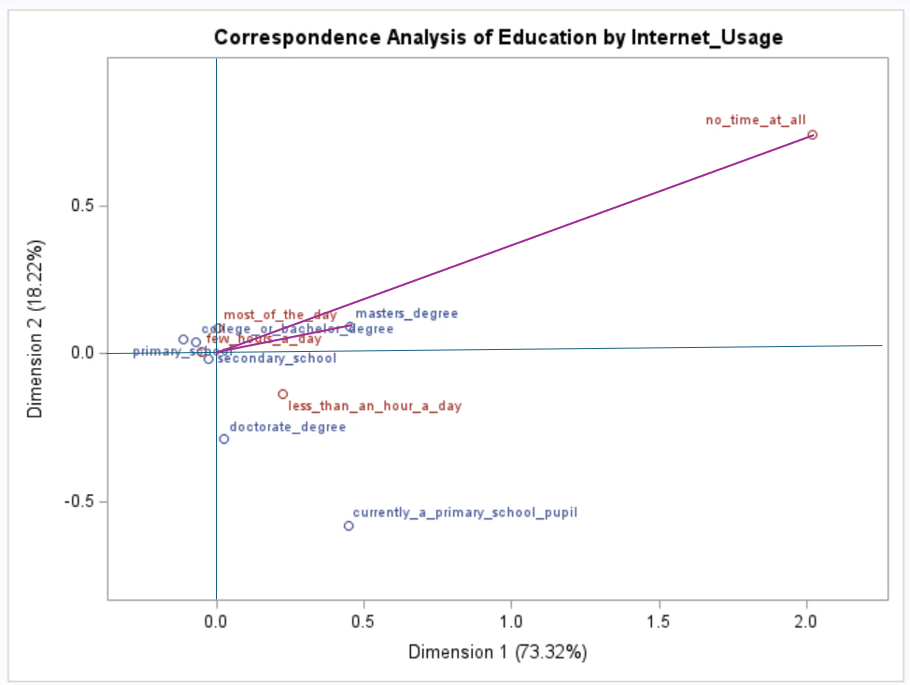 Correspondence Analysis of Education by Internet_Usage
no_time_at_all
0.5
most_of_the_day
masters_degree
college_or_bachelor_degree
few_hours_a_day
0.0
primary_school
secondary_school
less_than_an_hour_a_day
doctorate_degree
-0.5
currently_a_primary_school_pupil
0.0
0.5
1.0
1.5
2.0
Dimension 1 (73.32%)
Dimension 2 (18.22%)